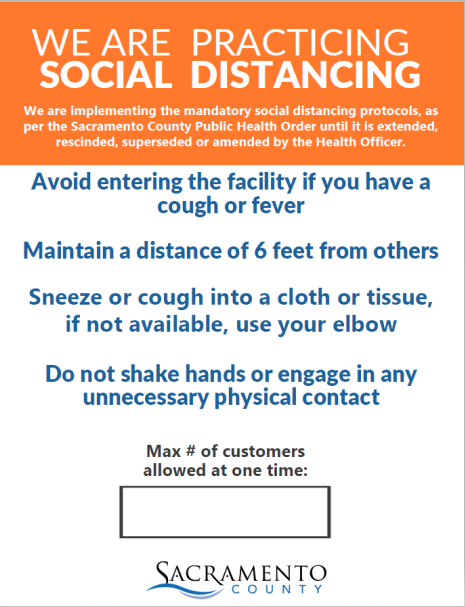 WE ARE PRACTICING
SOCIAL DISTANCING
We are implementing the mandatory social distancing protocols, as
per the Sacramento County Public Health Order until it is extended,
rescinded, superseded or amended by the Health Officer.
Avoid entering the facility if you have a
cough or fever
Maintain a distance of 6 feet from others
Sneeze or cough into a cloth or tissue,
if not available, use your elbow
Do not shake hands or engage in any
unnecessary physical contact
Max # of customers
allowed at one time:
SACRAMENTO
COUNTY